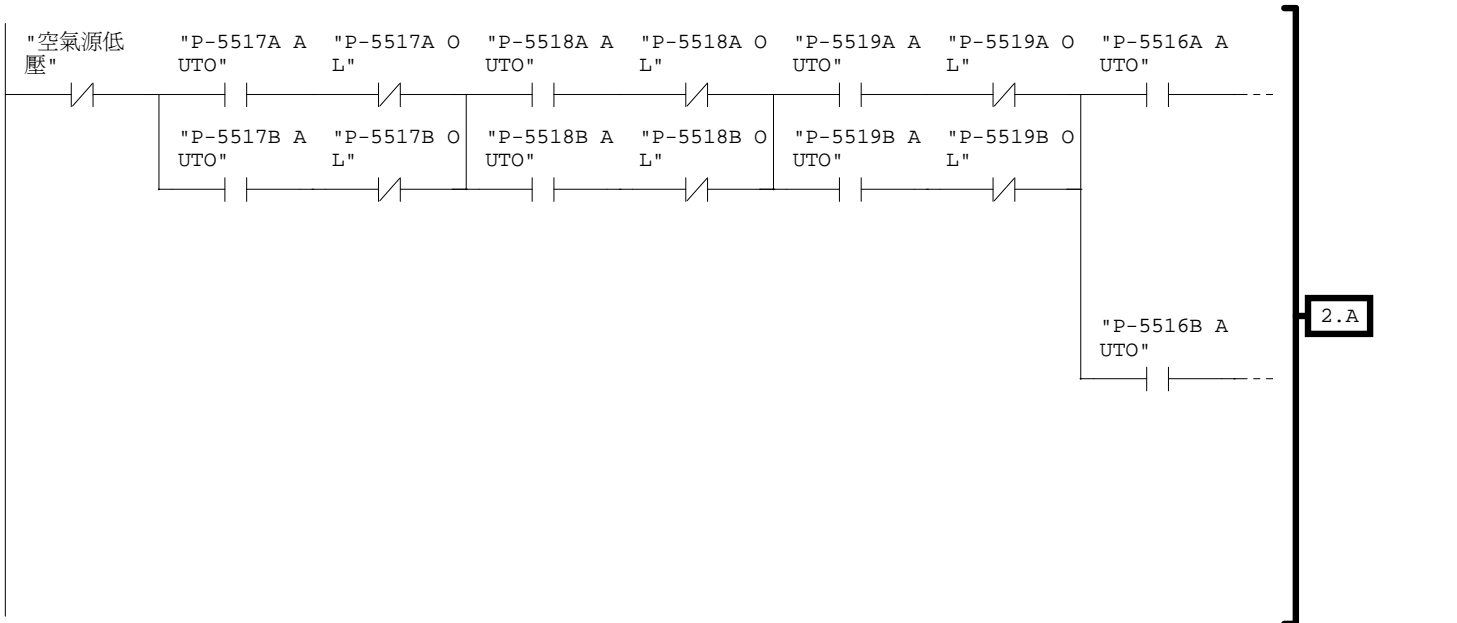 "空氣源低
壓"
"P-5517A A
UTO"
"P-5517A O
L"
"P-5518A A
UTO"
"P-5518A O
L"
"P-5519A A
UTO"
"P-5519A O
L"
"P-5516A A
UTO"
"P-5517B A
UTO"
"P-5517B O
L"
"P-5518B A
UTO"
"P-5518B O
L"
"P-5519B A
UTO"
"P-5519B O
L"
"P-5516B A
UTO"
2.A